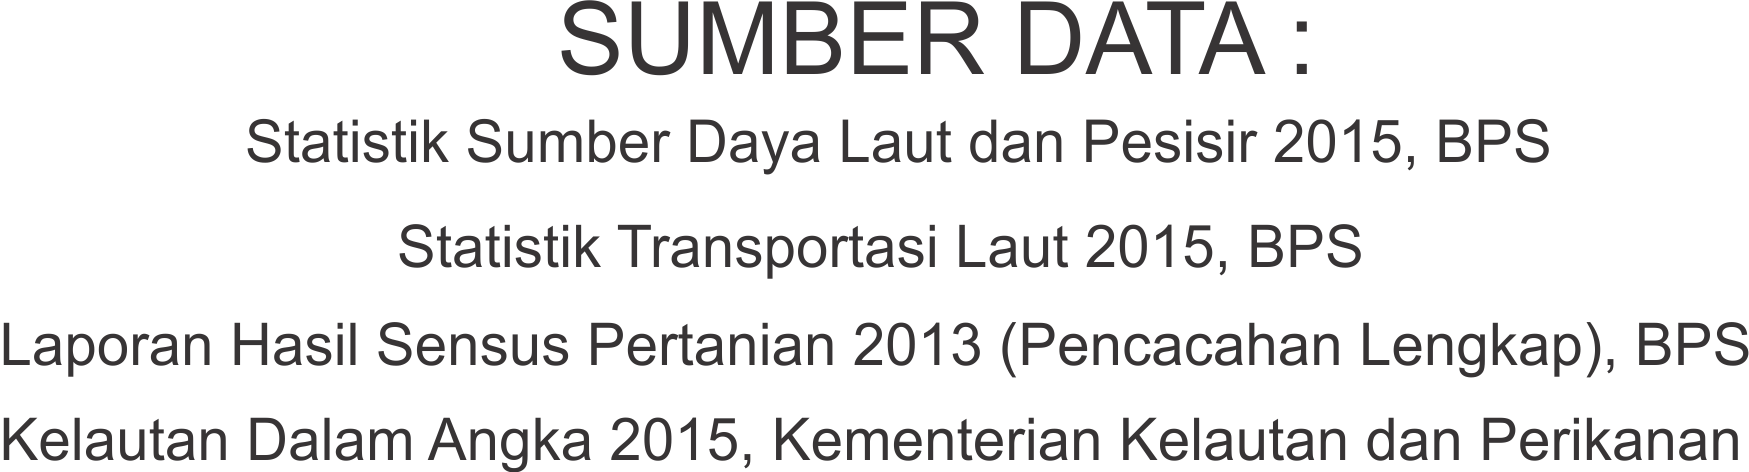 SUMBER DATA :
Statistik Sumber Daya Laut dan Pesisir 2015, BPS
Statistik Transportasi Laut 2015, BPS
Laporan Hasil Sensus Pertanian 2013 (Pencacahan Lengkap), BPS
Kelautan Dalam Angka 2015, Kementerian Kelautan dan Perikanan